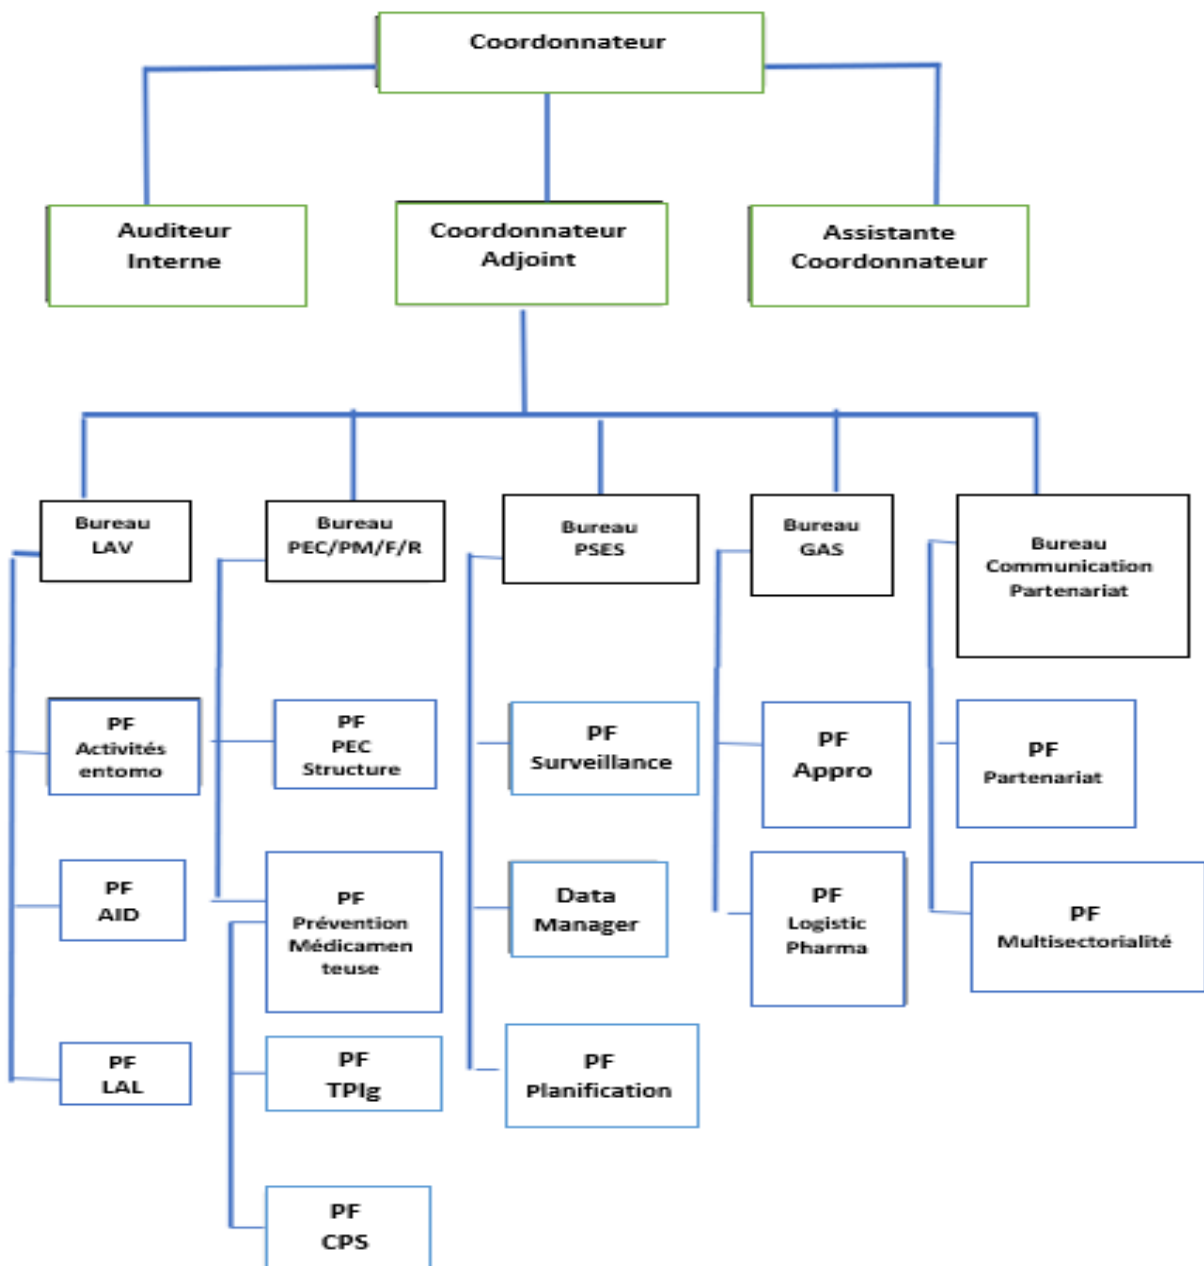 Coordonnateur
Auditeur
Interne
Coordonnateur
Adjoint
Assistante
Coordonnateur
Bureau
LAV
Bureau
PEC/PM/F/R
Bureau
PSES
Bureau
GAS
Bureau
Communication
Partenariat
PF
Activités
entomo
PF
PEC
Structure
PF
Surveillance
PF
Appro
PF
Partenariat
PF
AID
PF
Prévention
Médicamen
teuse
Data
Manager
PF
Logistic
Pharma
PF
Multisectorialité
PF
LAL
PF
TPIg
PF
Planification
PF
CPS